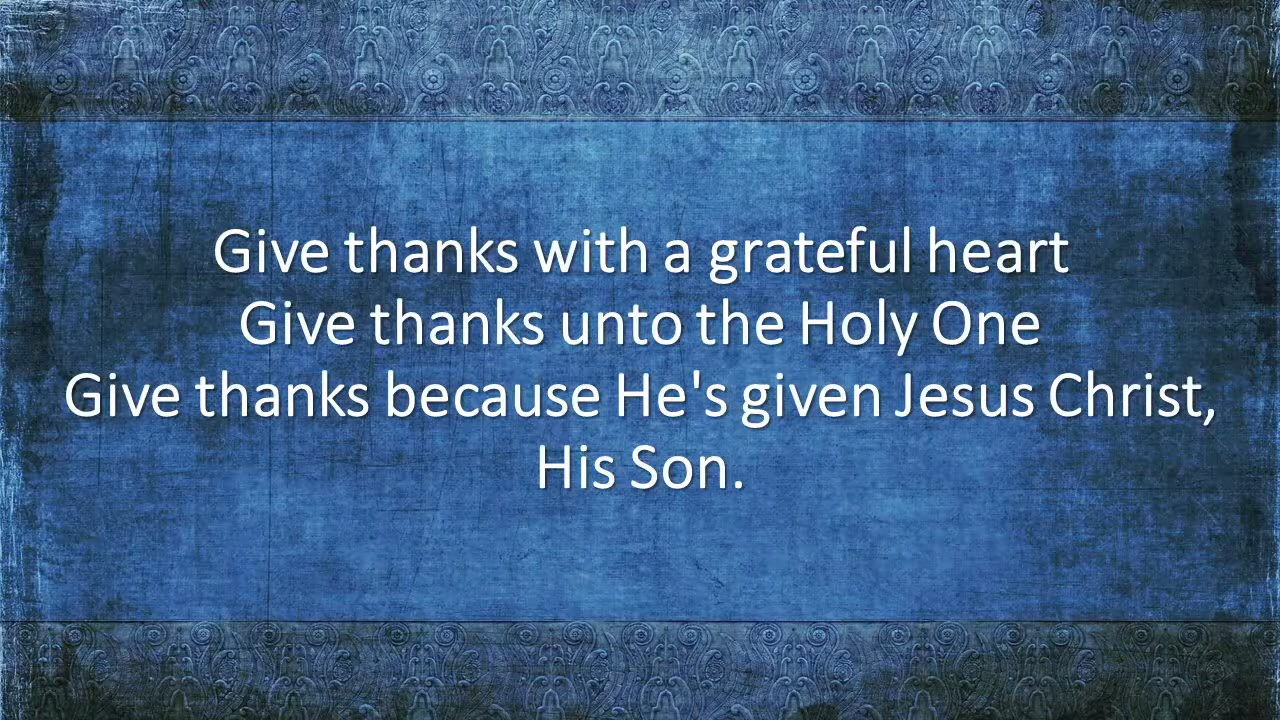 Give thanks with a grateful heart
Give thanks unto the Holy One
Give thanks because He's given Jesus Christ,
His Son.